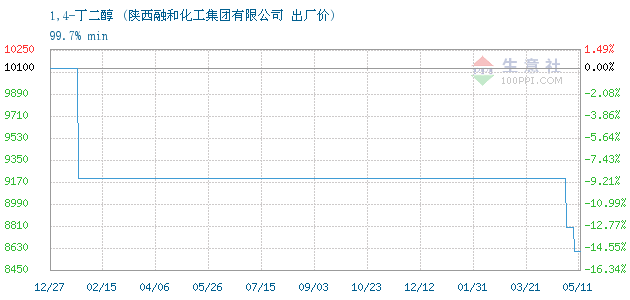 1,4-丁二醇 (陕西融和化工集团有限公司 出厂价)
99.7% min
10250 1.49%
10100 0.00%
9890 -2.08%
9710 -3.86%
9530 -5.64%
9350 -7.43%
9170 -9.21%
8990 -10.99%
8810 -12.77%
8630 -14.55%
8450 -16.34%
生意社
100PPI.COM
12/27 02/15 04/06 05/26 07/15 09/03 10/23 12/12 01/31 03/21 05/11